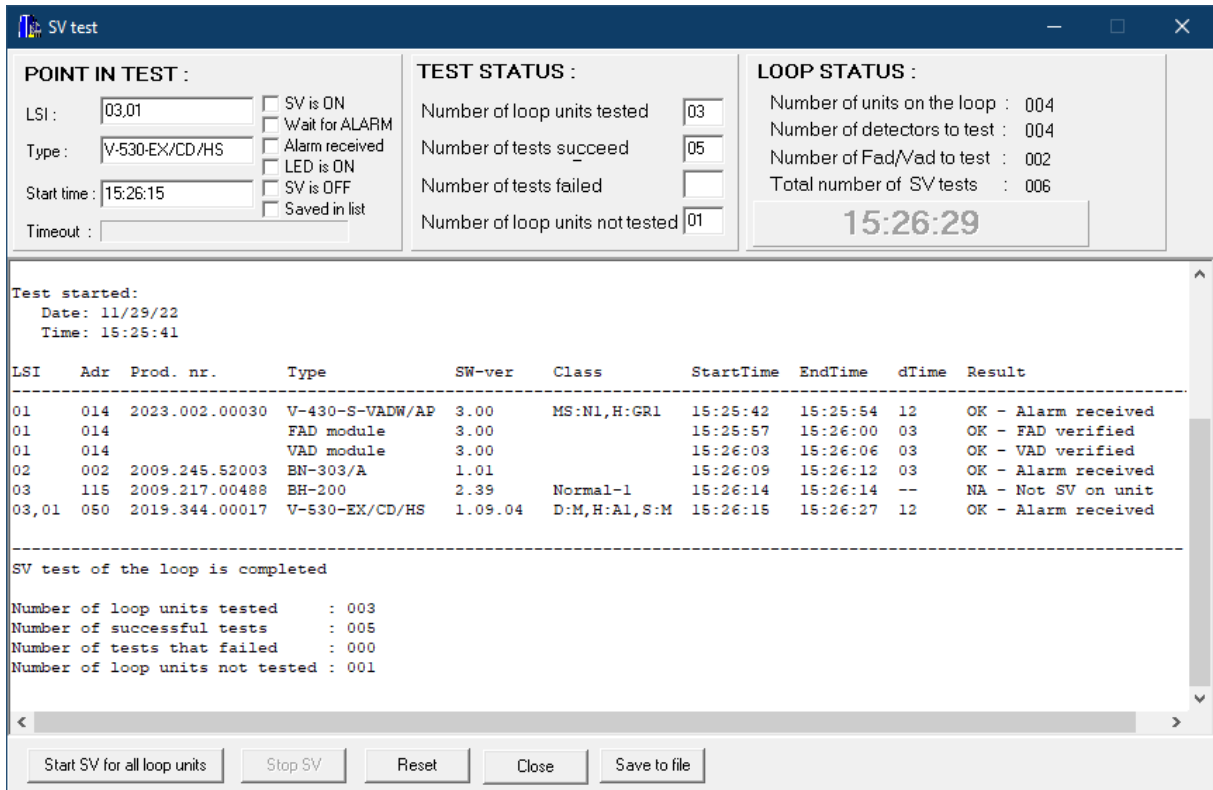 SV test
POINT IN TEST :
LSI : 03,01
Type : V-530-EX/CD/HS
Start time : 15:26:15
Timeout :
SV is ON
Wait for ALARM
Alarm received
LED is ON
SV is OFF
Saved in list
TEST STATUS :
Number of loop units tested 03
Number of tests succeed 05
Number of tests failed
Number of loop units not tested 01
LOOP STATUS :
Number of units on the loop : 004
Number of detectors to test : 004
Number of Fad/Vad to test : 002
Total number of SV tests : 006
15:26:29
Test started:
Date: 11/29/22
Time: 15:25:41
LSI Adr Prod. nr. Type SW-ver Class StartTime EndTime dTime Result
01 014 2023.002.00030 V-430-S-VADW/AP 3.00 MS:N1,H:GR1 15:25:42 15:25:54 12 OK - Alarm received
01 014 FAD module 3.00 15:25:57 15:26:00 03 OK - FAD verified
01 014 VAD module 3.00 15:26:03 15:26:06 03 OK - VAD verified
02 002 2009.245.52003 BN-303/A 1.01 15:26:09 15:26:12 03 OK - Alarm received
03 115 2009.217.00488 BH-200 2.39 Normal-1 15:26:14 15:26:14 -- NA - Not SV on unit
03,01 050 2019.344.00017 V-530-EX/CD/HS 1.09.04 D:M,H:A1,S:M 15:26:15 15:26:27 12 OK - Alarm received
SV test of the loop is completed
Number of loop units tested : 003
Number of successful tests : 005
Number of tests that failed : 000
Number of loop units not tested : 001
Start SV for all loop units
Stop SV
Reset
Close
Save to file